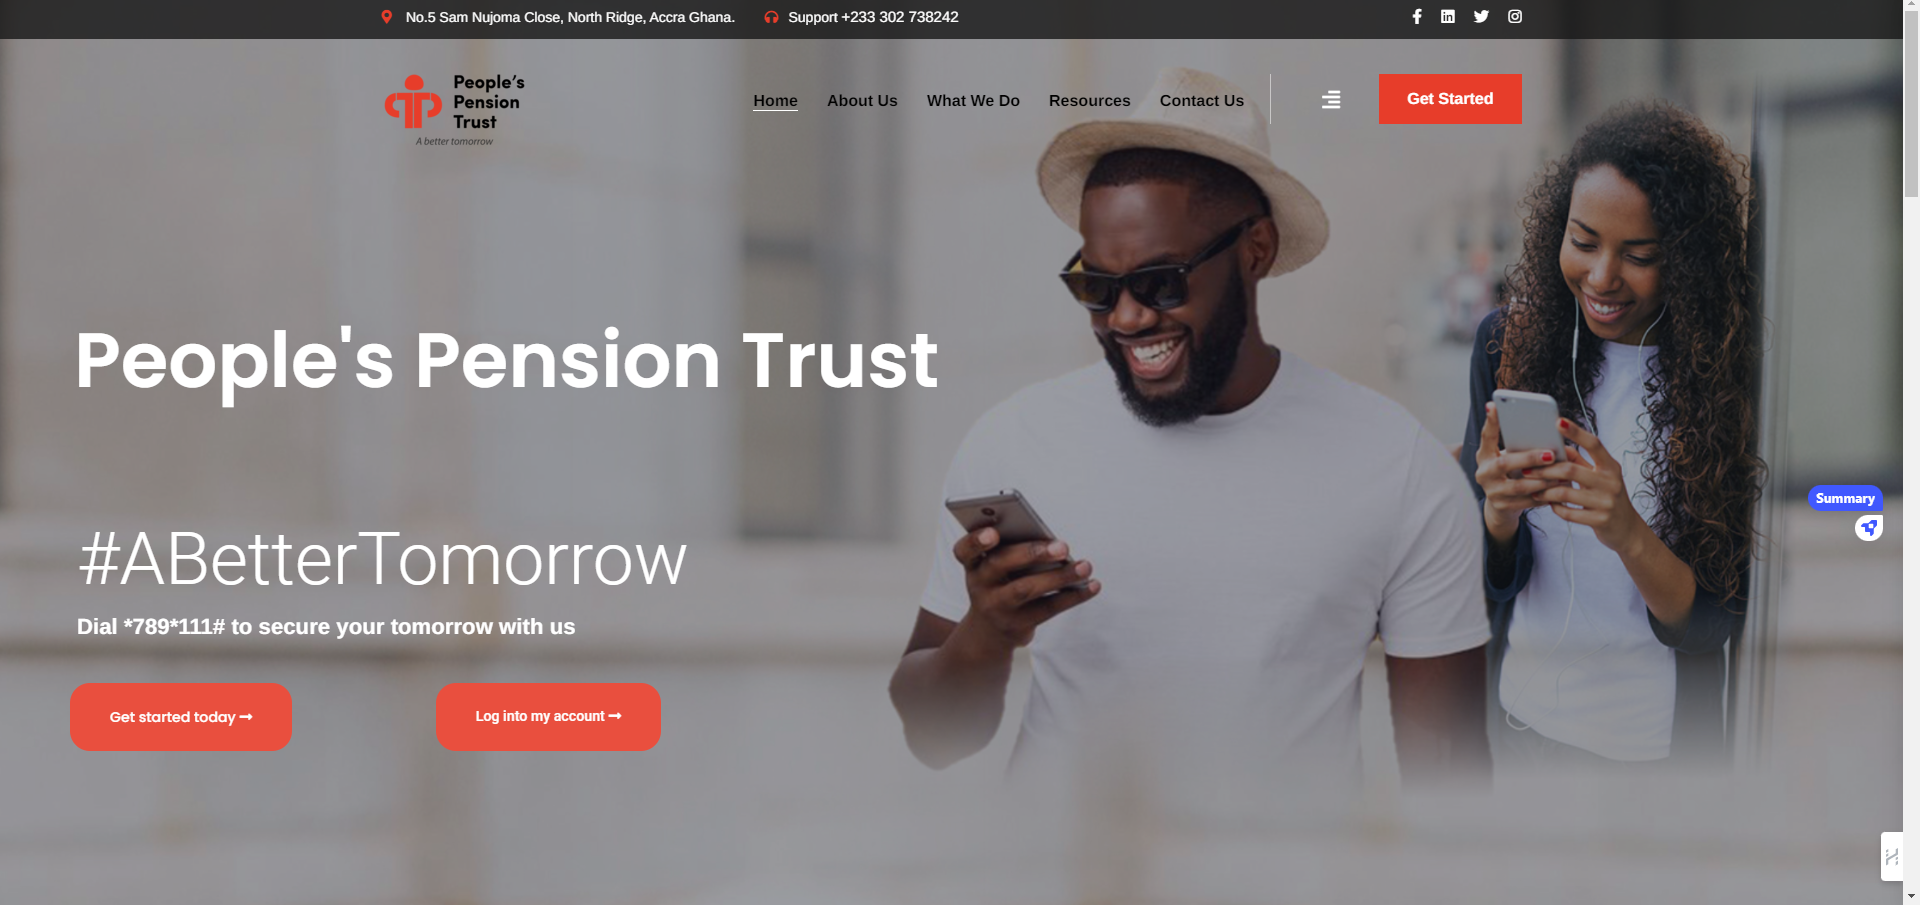 No.5 Sam Nujoma Close, North Ridge, Accra Ghana.
Support +233 302 738242
People's
Pension
Trust
A better tomorrow
Home
About Us
What We Do
Resources
Contact Us
Get Started
People's Pension Trust
#ABetterTomorrow
Dial *789*111# to secure your tomorrow with us
Get started today
Log into my account
Summary